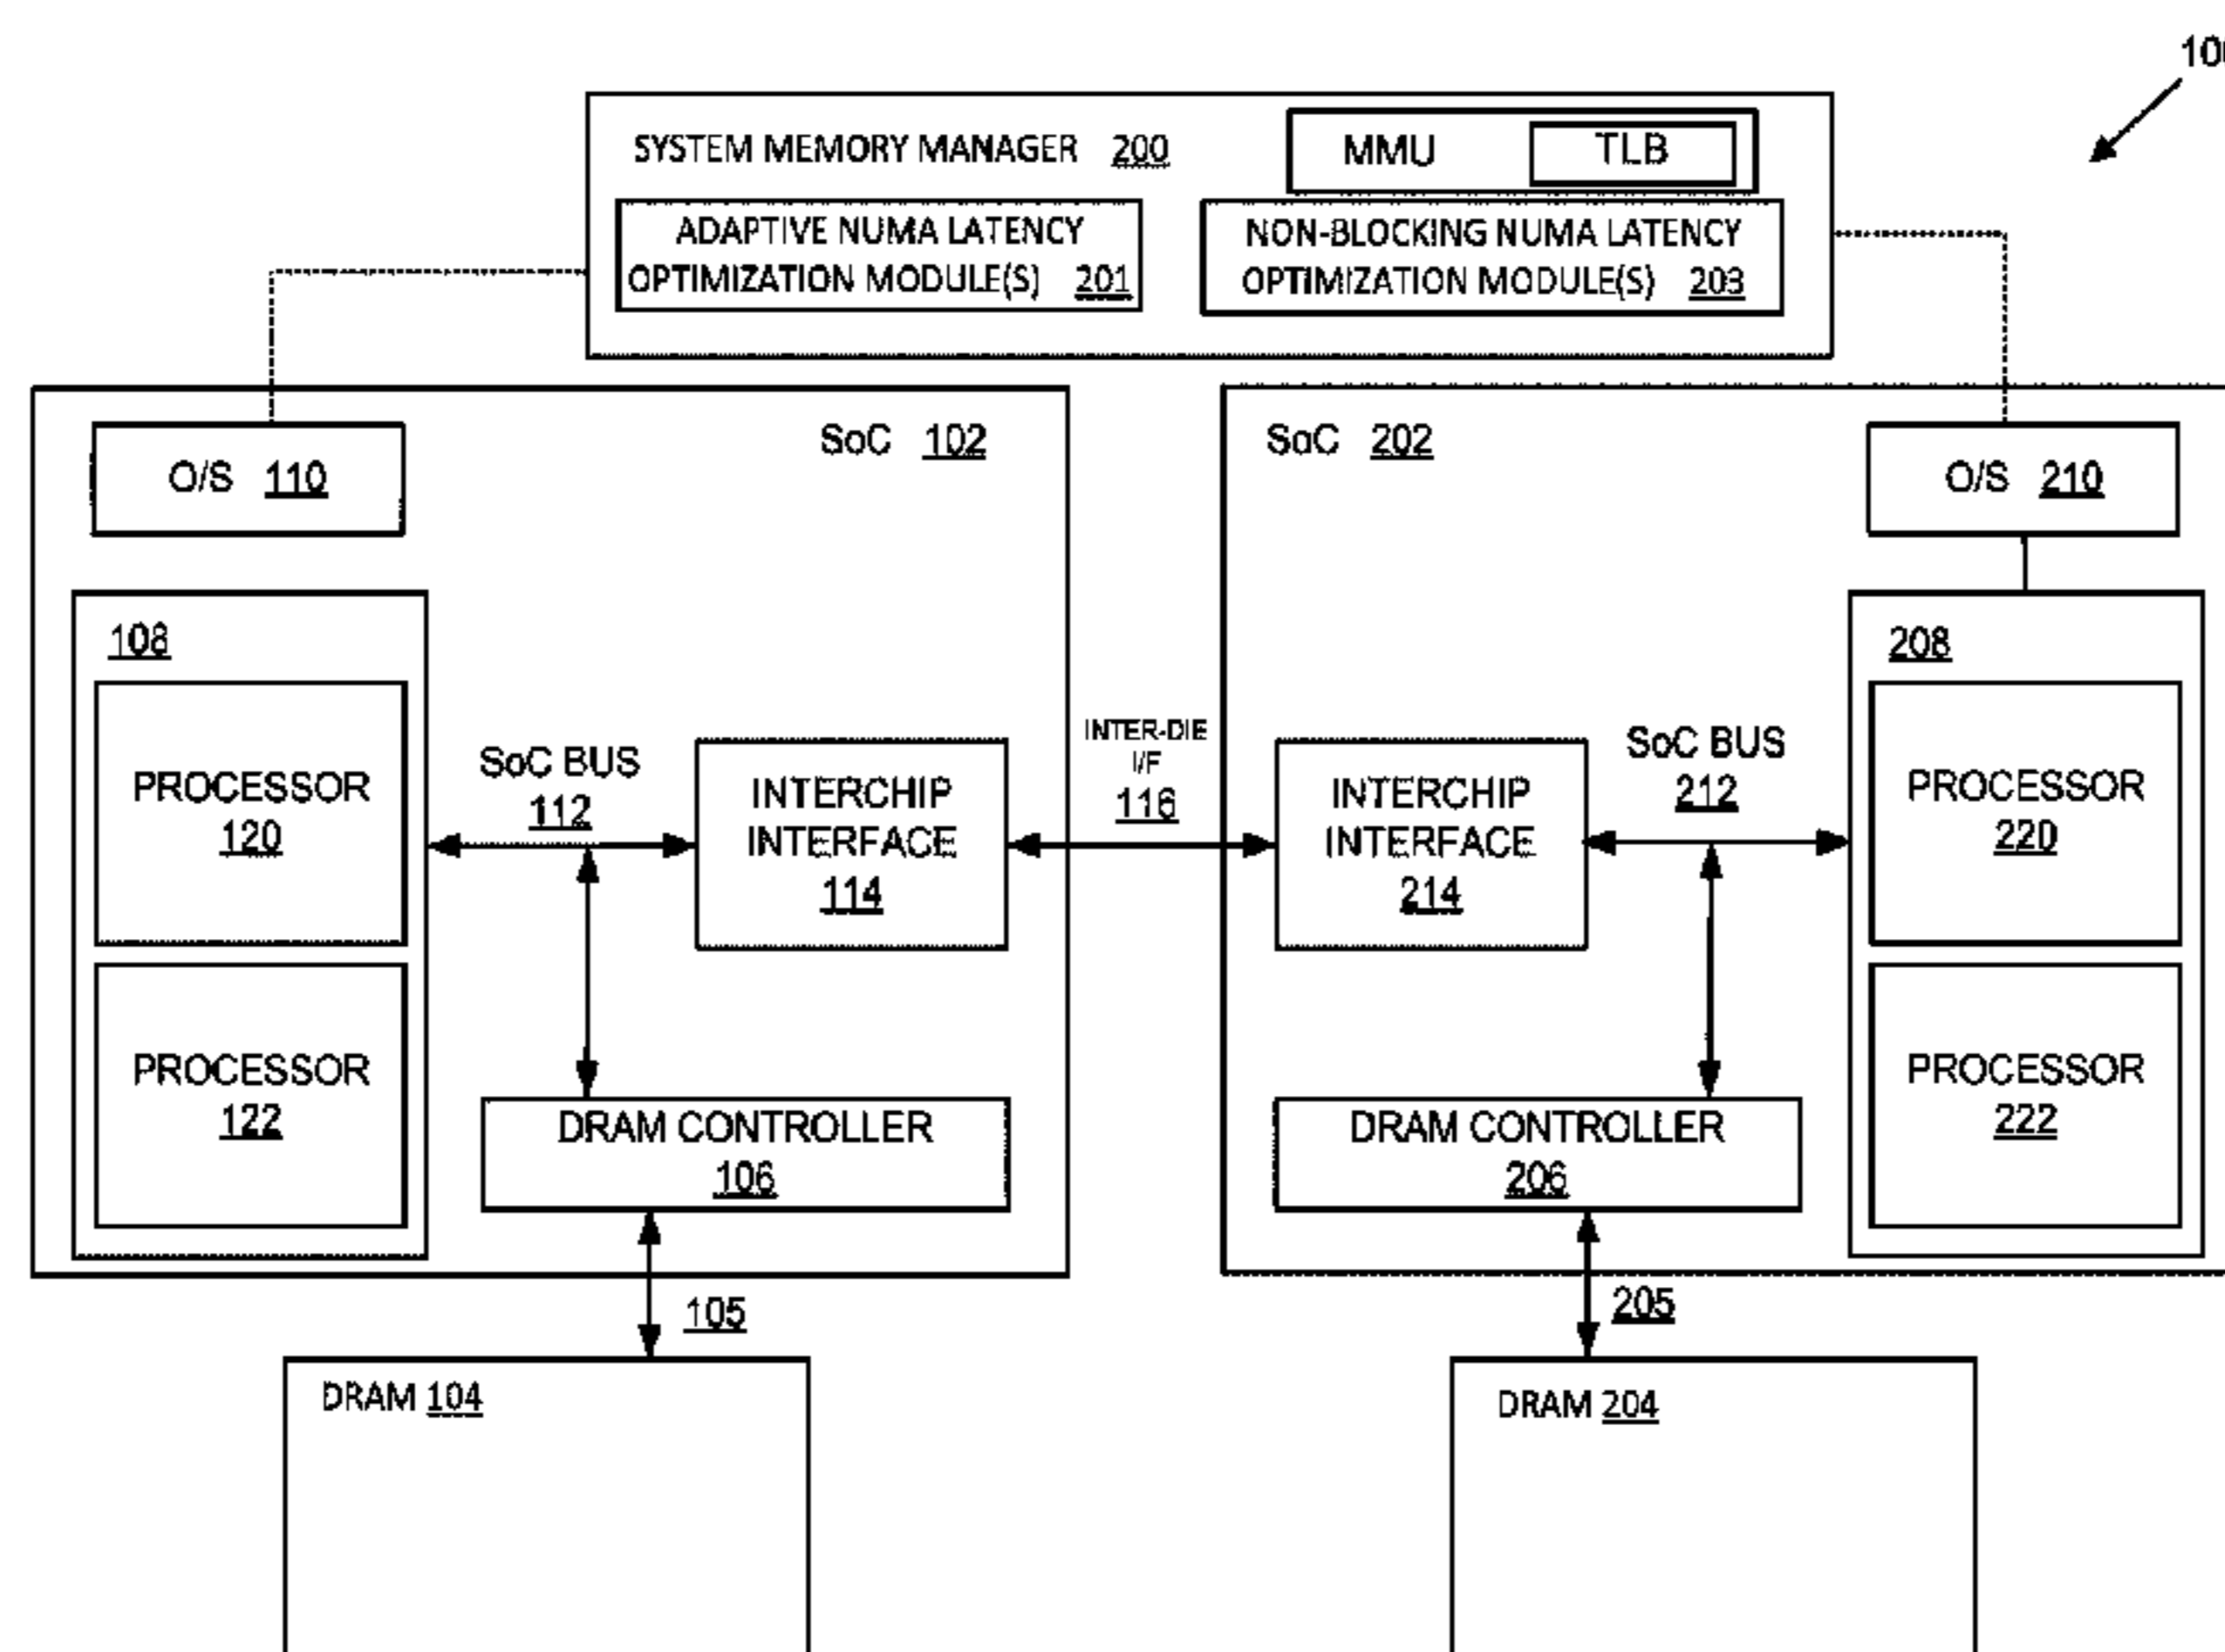 SYSTEM MEMORY MANAGER 200
MMU
TLB
ADAPTIVE NUMA LATENCY
OPTIMIZATION MODULE(S) 201
NON-BLOCKING NUMA LATENCY
OPTIMIZATION MODULE(S) 203
SoC 102
O/S 110
108
PROCESSOR
120
PROCESSOR
122
SoC BUS
112
INTERCHIP
INTERFACE
114
DRAM CONTROLLER
106
INTER-DIE
I/F
116
SoC 202
O/S 210
208
INTERCHIP
INTERFACE
214
SoC BUS
212
PROCESSOR
220
PROCESSOR
222
DRAM CONTROLLER
206
105
205
DRAM 104
DRAM 204